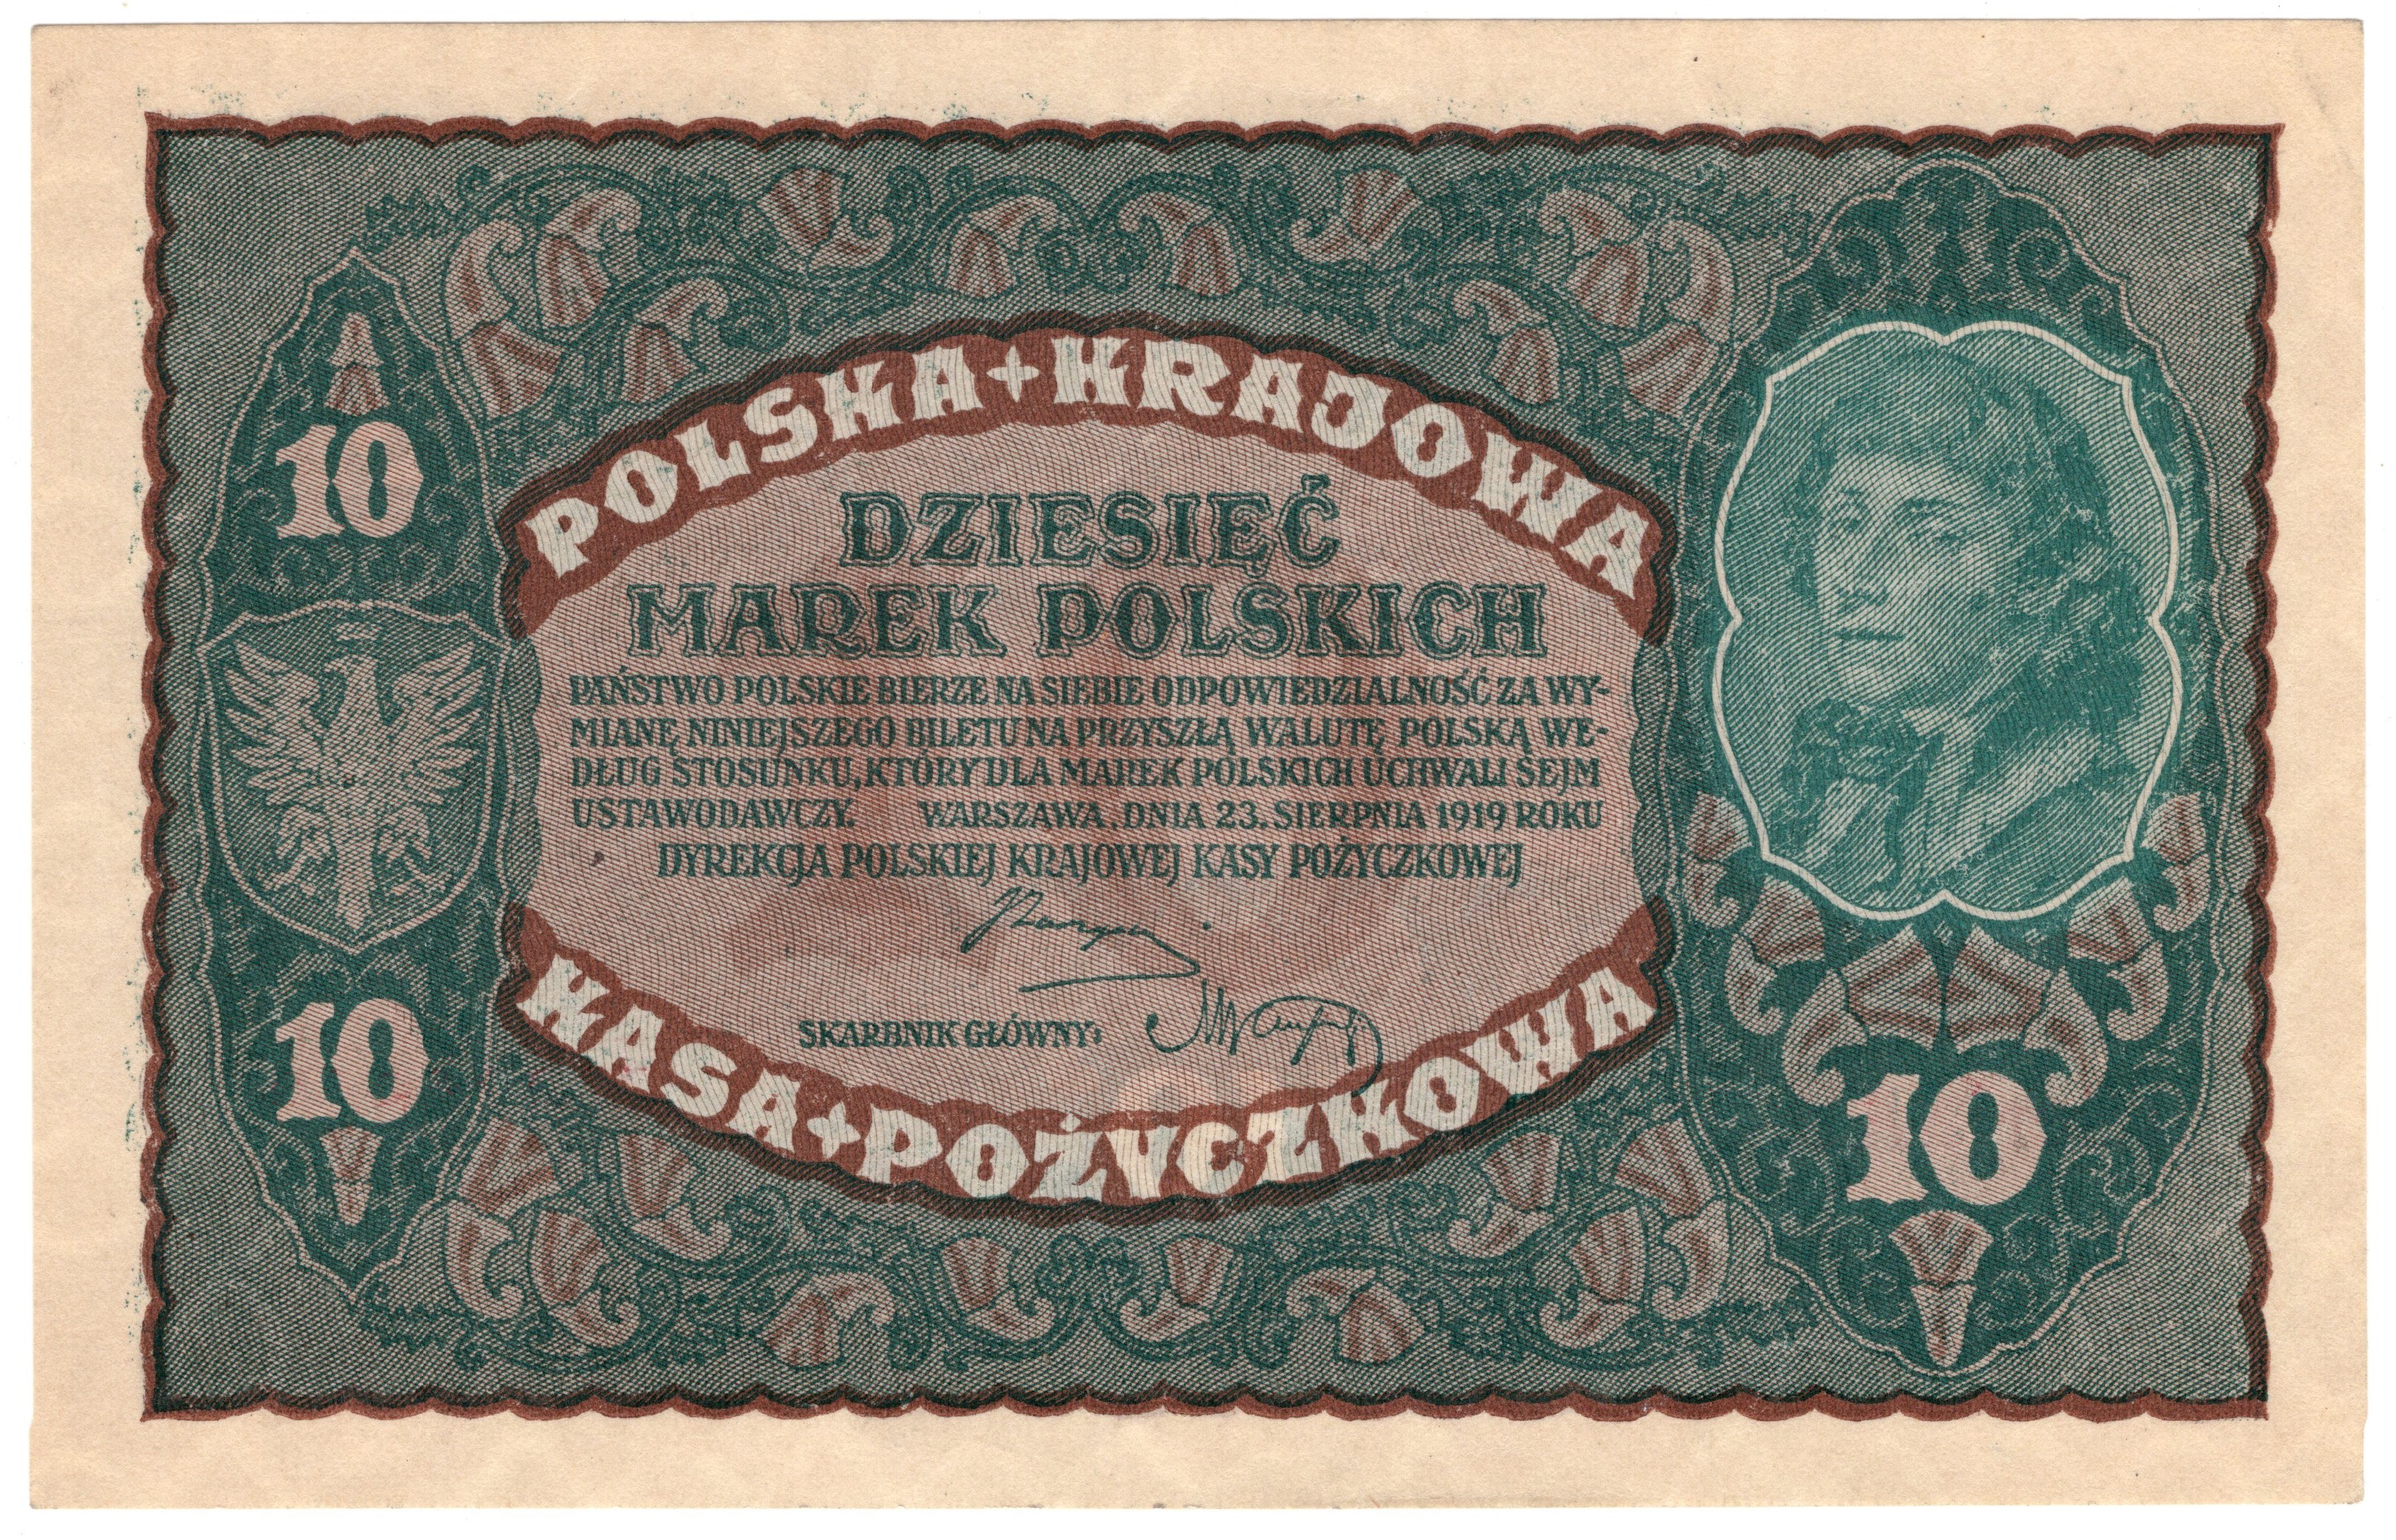 POLSKA + KRAJOWA
10
DZIESIĘĆ
MAREK POLSKICH
PAŃSTWO POLSKIE BIERZE NA SIEBIE ODPOWIEDZIALNOŚĆ ZA WY-
MIANĘ NINIEJSZEGO BILETU NA PRZYSZŁĄ WALUTĘ POLSKĄ WE-
DŁUG STOSUNKU, KTÓRY DLA MAREK POLSKICH UCHWALI SEJM
USTAWODAWCZY. WARSZAWA, DNIA 23. SIERPNIA 1919 ROKU
DYREKCJA POLSKIEJ KRAJOWEJ KASY POŻYCZKOWEJ
SKARBNIK GŁÓWNY:
KASA + POŻYCZKOWA
10
10